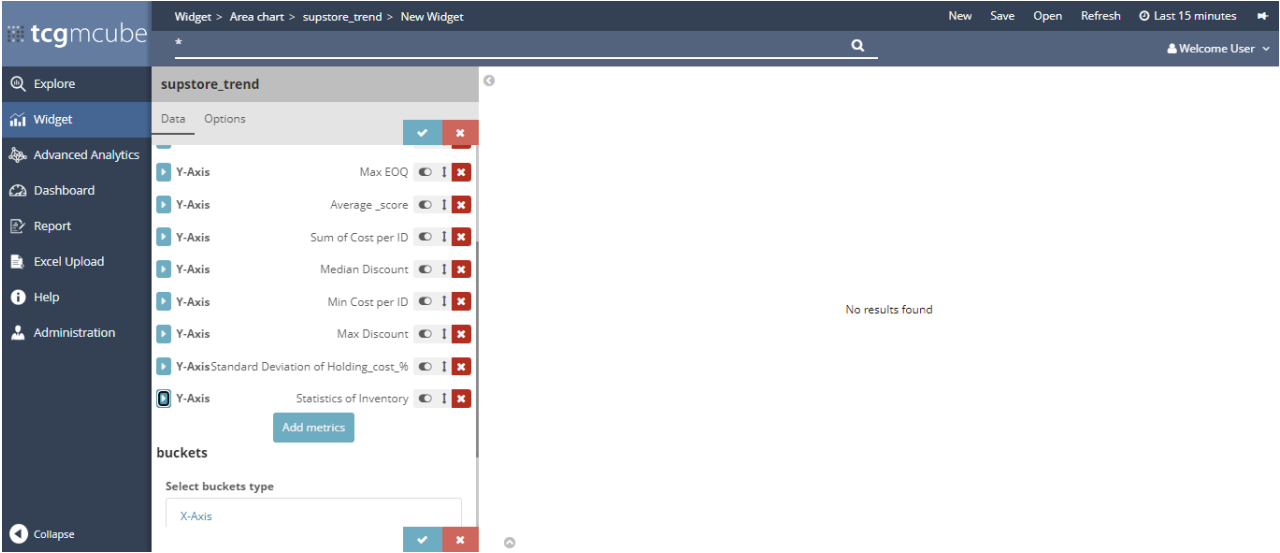 tcgmcube
Widget > Area chart > supstore_trend > New Widget
New Save Open Refresh Last 15 minutes
*
Welcome User
Explore
Widget
Advanced Analytics
Dashboard
Report
Excel Upload
Help
Administration
Collapse
supstore_trend
Data Options
Y-Axis Max EOQ
Y-Axis Average _score
Y-Axis Sum of Cost per ID
Y-Axis Median Discount
Y-Axis Min Cost per ID
Y-Axis Max Discount
Y-Axis Standard Deviation of Holding_cost_%
Y-Axis Statistics of Inventory
Add metrics
buckets
Select buckets type
X-Axis
No results found